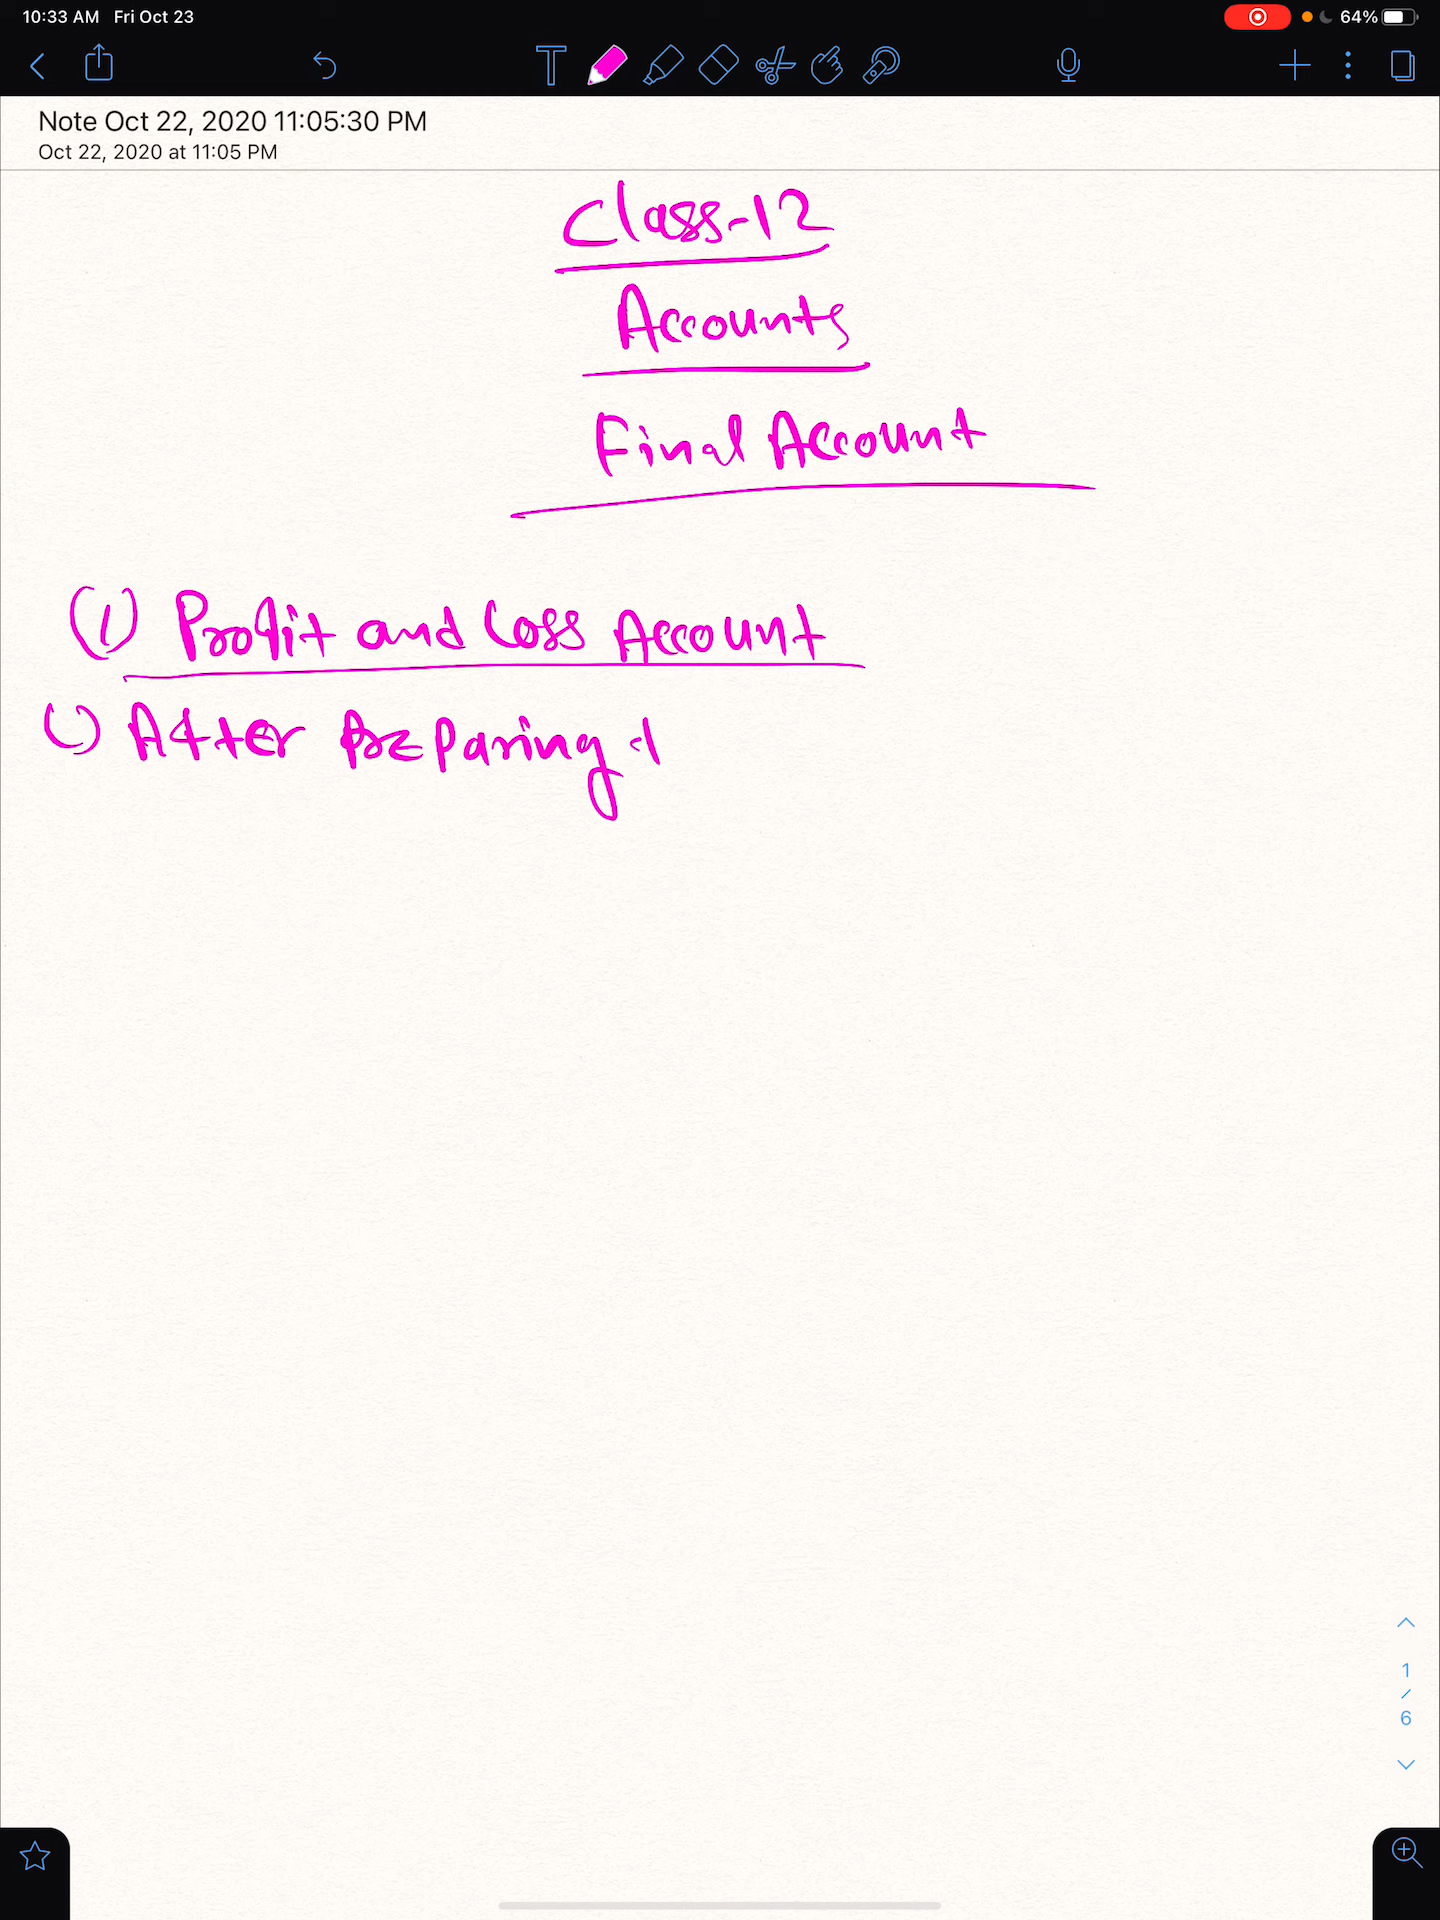 10:33 AM Fri Oct 23 64%
Note Oct 22, 2020 11:05:30 PM
Oct 22, 2020 at 11:05 PM
Class-12
Accounts
Final Account
(1) Profit and Loss Account
() After Preparing
1
/
6